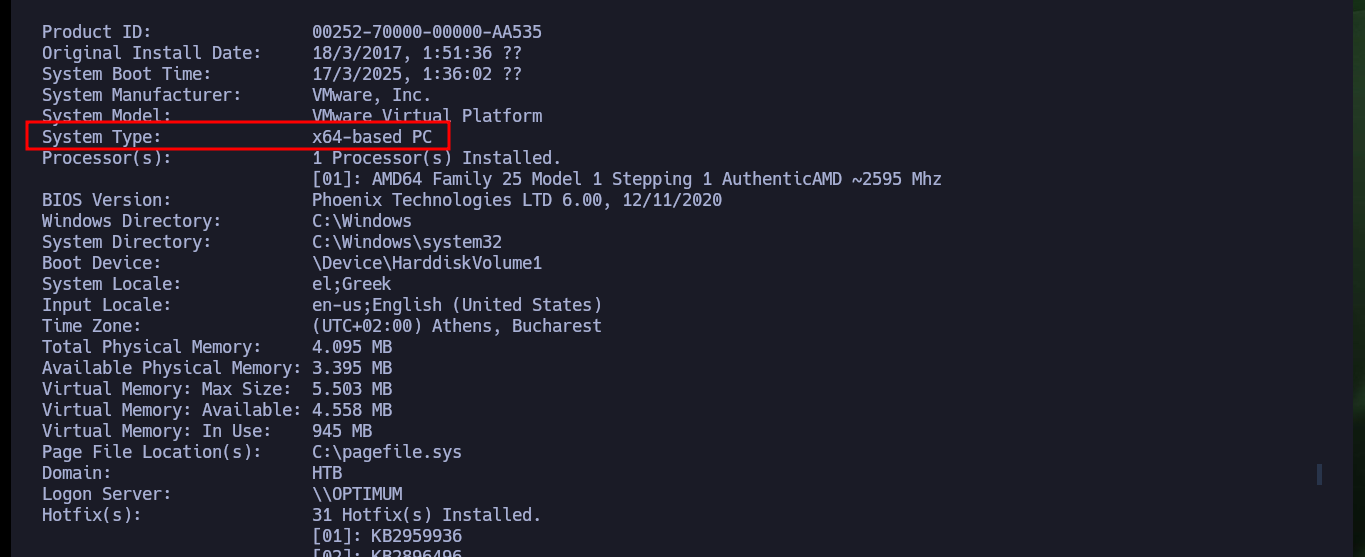 Product ID: 00252-70000-00000-AA535
Original Install Date: 18/3/2017, 1:51:36 ??
System Boot Time: 17/3/2025, 1:36:02 ??
System Manufacturer: VMware, Inc.
System Model: VMware Virtual Platform
System Type: x64-based PC
Processor(s): 1 Processor(s) Installed.
[01]: AMD64 Family 25 Model 1 Stepping 1 AuthenticAMD ~2595 Mhz
BIOS Version: Phoenix Technologies LTD 6.00, 12/11/2020
Windows Directory: C:\Windows
System Directory: C:\Windows\system32
Boot Device: \Device\HarddiskVolume1
System Locale: el;Greek
Input Locale: en-us;English (United States)
Time Zone: (UTC+02:00) Athens, Bucharest
Total Physical Memory: 4.095 MB
Available Physical Memory: 3.395 MB
Virtual Memory: Max Size: 5.503 MB
Virtual Memory: Available: 4.558 MB
Virtual Memory: In Use: 945 MB
Page File Location(s): C:\pagefile.sys
Domain: HTB
Logon Server: \\OPTIMUM
Hotfix(s): 31 Hotfix(s) Installed.
[01]: KB2959936
[02]: KB2896496